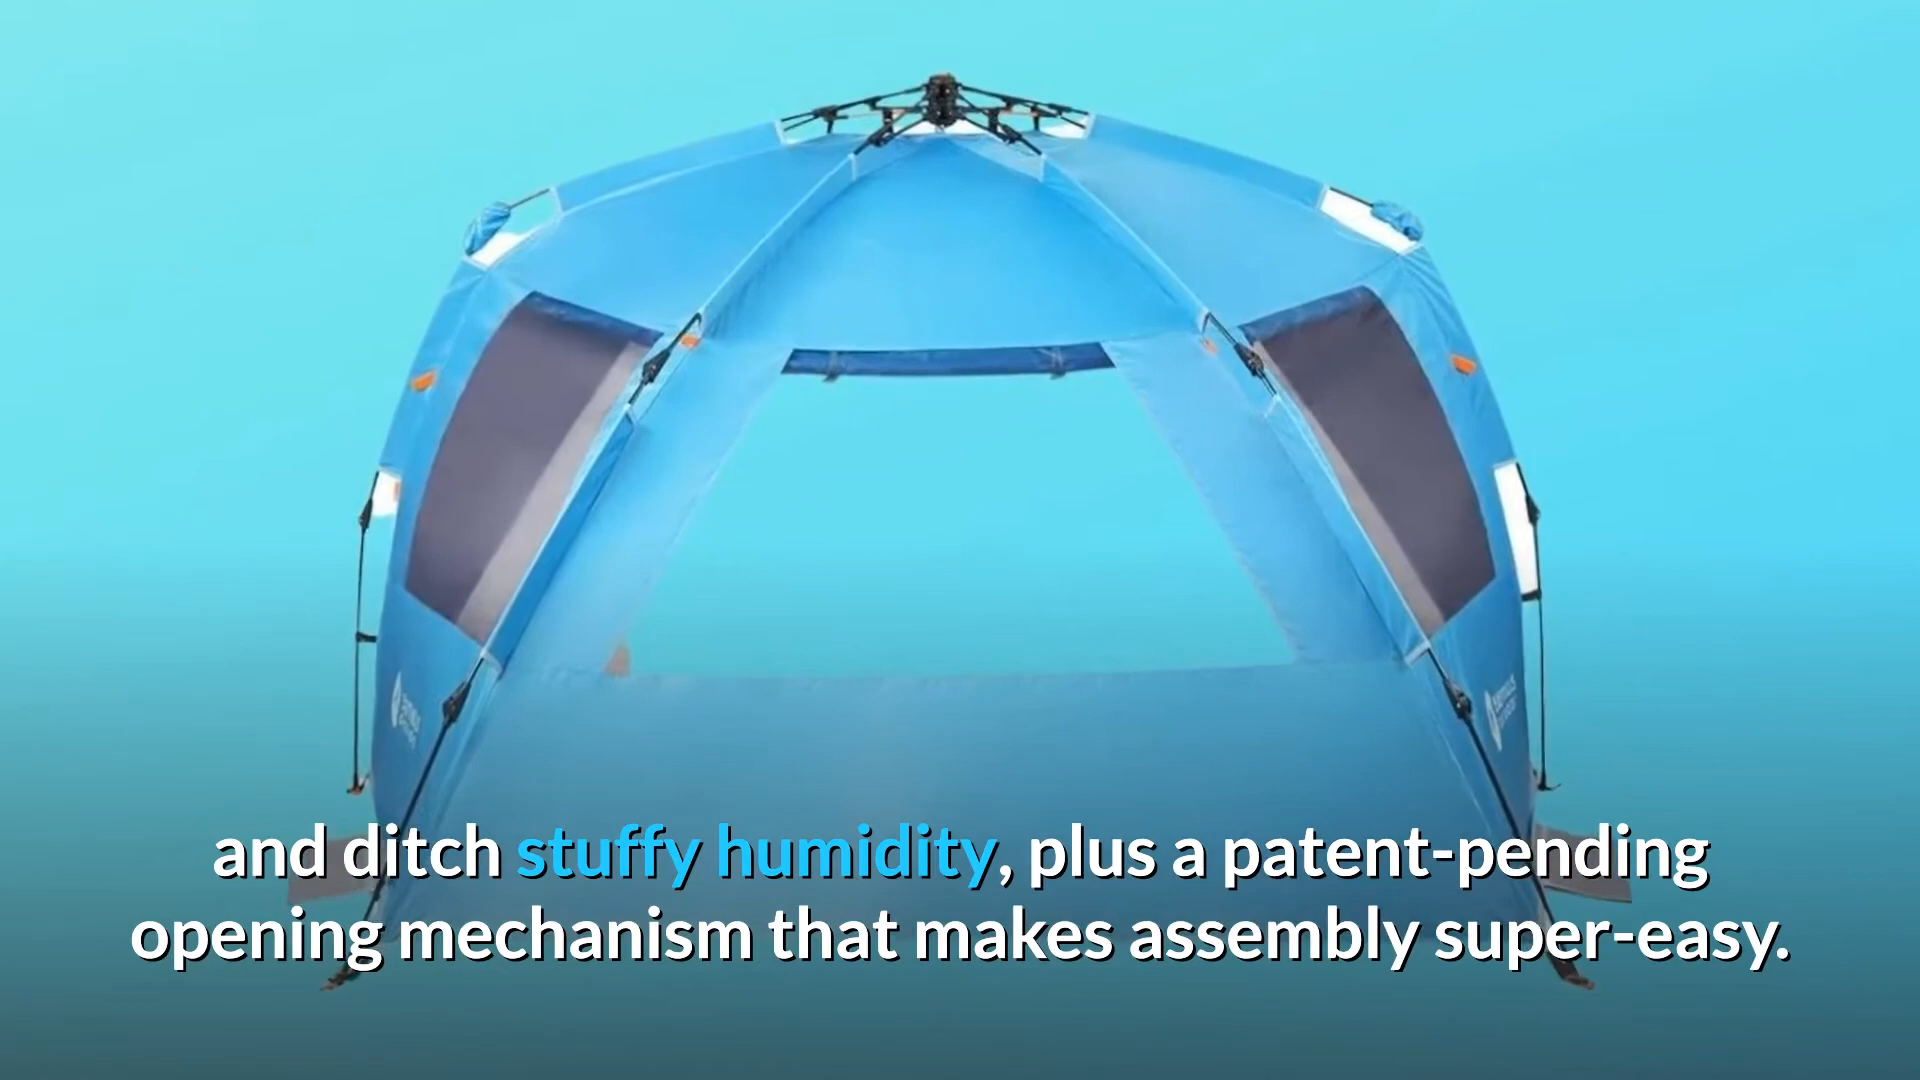 and ditch stuffy humidity, plus a patent-pending
opening mechanism that makes assembly super-easy.